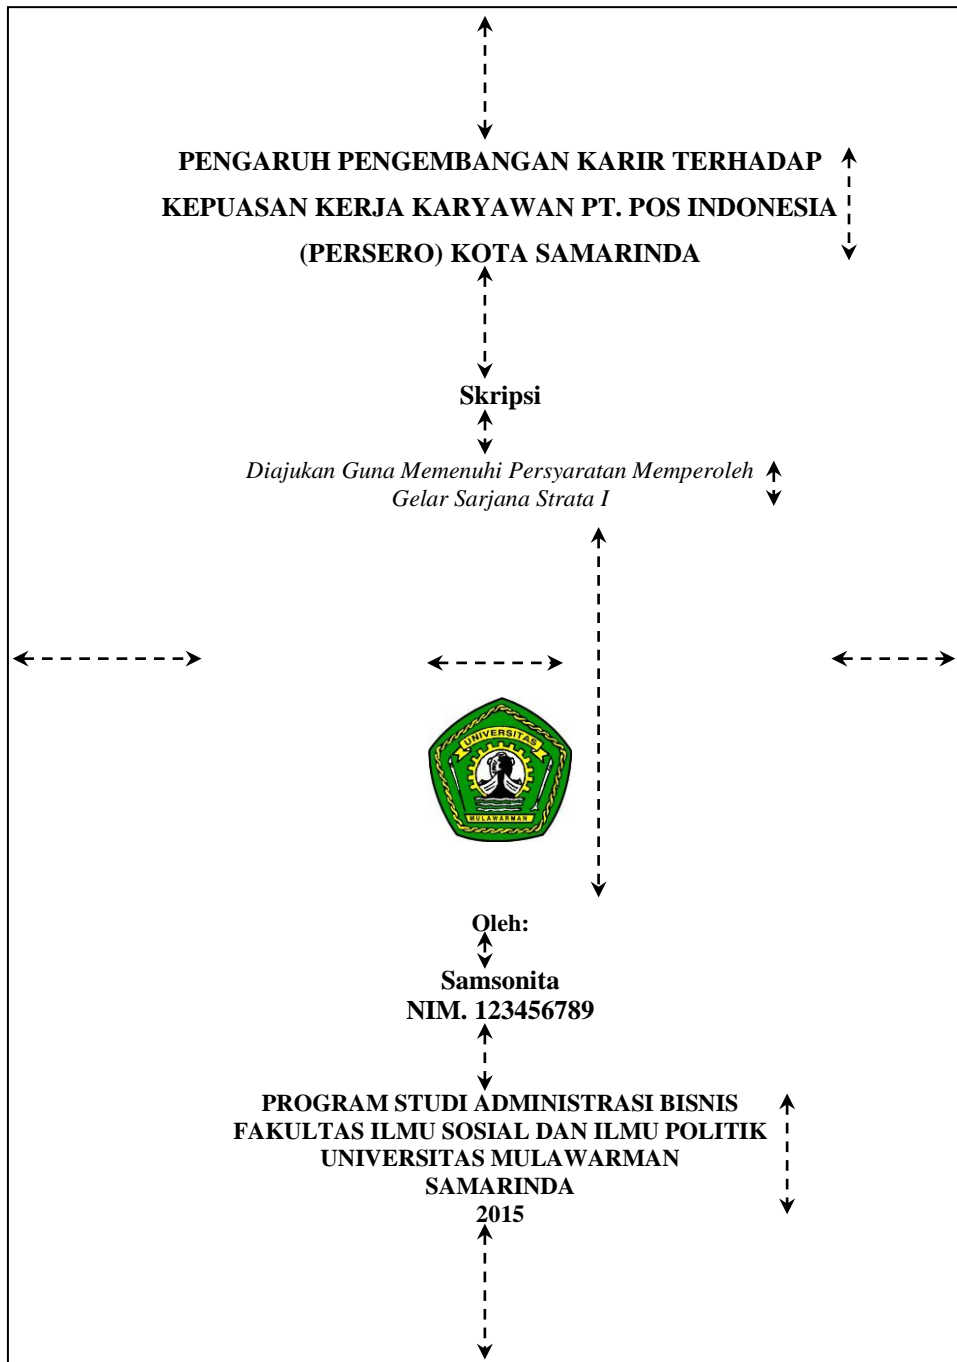 PENGARUH PENGEMBANGAN KARIR TERHADAP
KEPUASAN KERJA KARYAWAN PT. POS INDONESIA
(PERSERO) KOTA SAMARINDA
Skripsi
Diajukan Guna Memenuhi Persyaratan Memperoleh
Gelar Sarjana Strata I
UNIVERSITAS
MULAWARMAN
Oleh:
Samsonita
NIM. 123456789
PROGRAM STUDI ADMINISTRASI BISNIS
FAKULTAS ILMU SOSIAL DAN ILMU POLITIK
UNIVERSITAS MULAWARMAN
SAMARINDA
2015